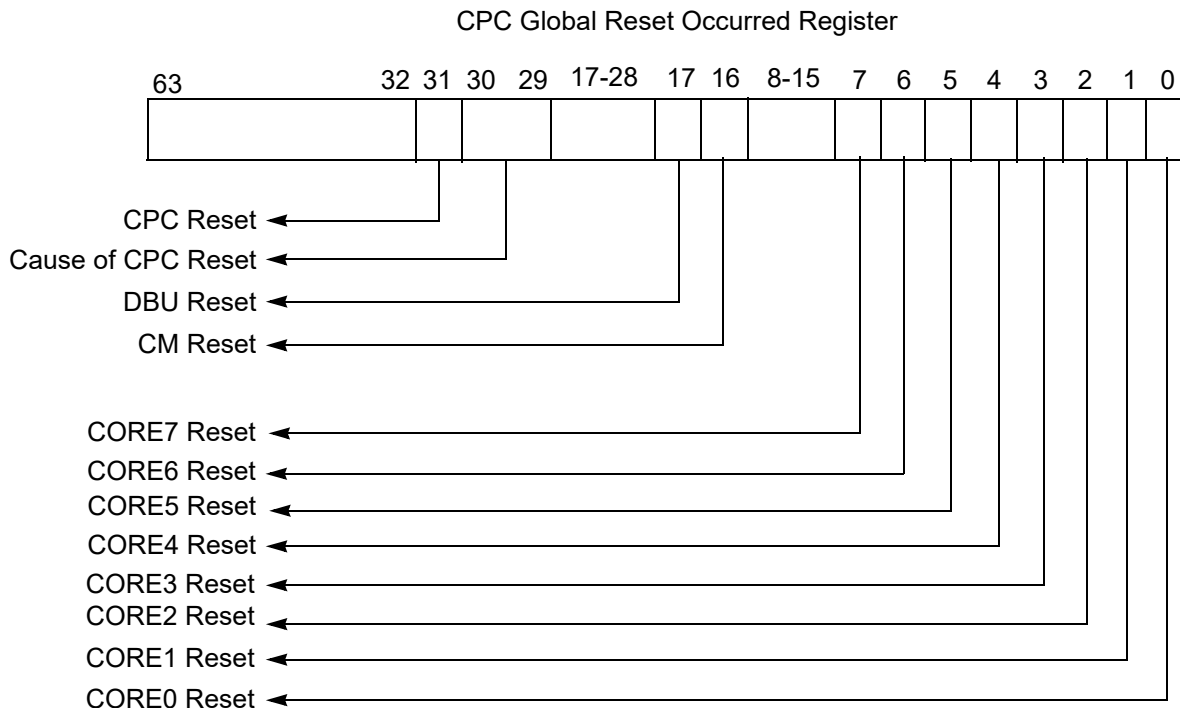 CPC Global Reset Occurred Register
63 32 31 30 29 17-28 17 16 8-15 7 6 5 4 3 2 1 0
CPC Reset
Cause of CPC Reset
DBU Reset
CM Reset
CORE7 Reset
CORE6 Reset
CORE5 Reset
CORE4 Reset
CORE3 Reset
CORE2 Reset
CORE1 Reset
CORE0 Reset